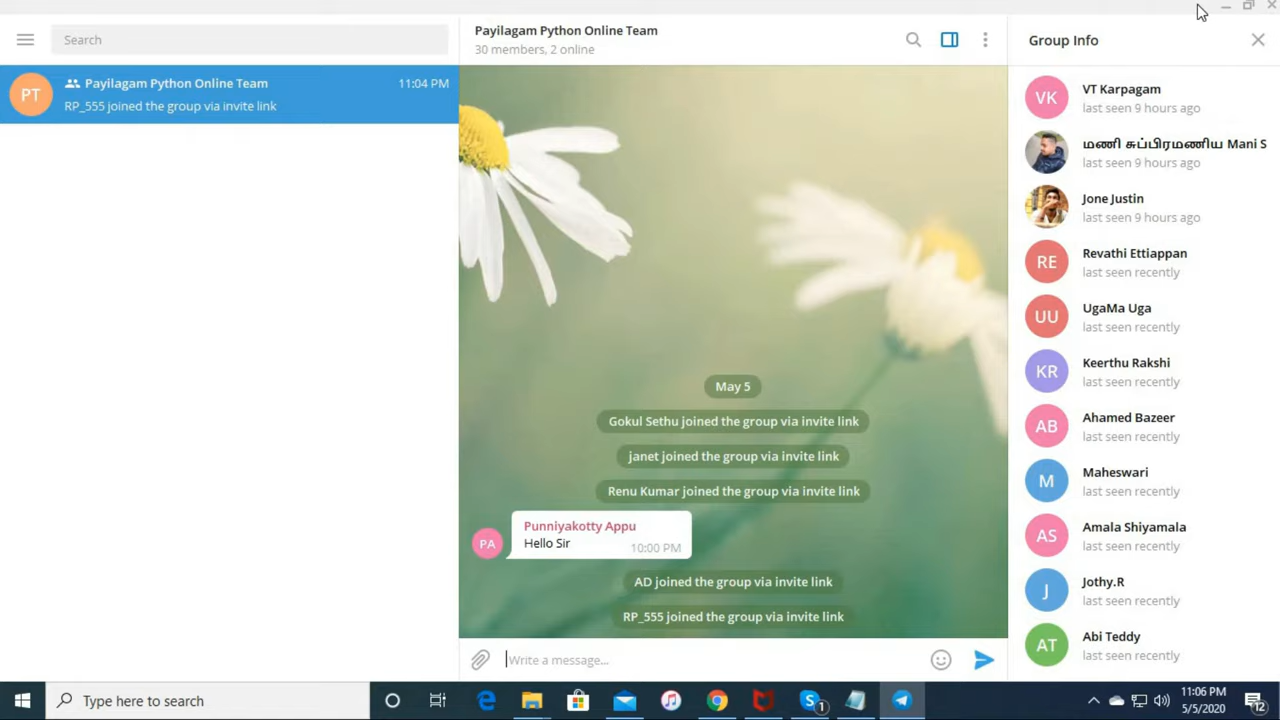 Search
PT
Payilagam Python Online Team
11:04 PM
RP_555 joined the group via invite link
Payilagam Python Online Team
30 members, 2 online
May 5
Gokul Sethu joined the group via invite link
janet joined the group via invite link
Renu Kumar joined the group via invite link
PA
Punniyakotty Appu
Hello Sir
10:00 PM
AD joined the group via invite link
RP_555 joined the group via invite link
Write a message...
Group Info
VK
VT Karpagam
last seen 9 hours ago
மணி சுப்பிரமணிய Mani S
last seen 9 hours ago
Jone Justin
last seen 9 hours ago
RE
Revathi Ettiappan
last seen recently
UU
UgaMa Uga
last seen recently
KR
Keerthu Rakshi
last seen recently
AB
Ahamed Bazeer
last seen recently
M
Maheswari
last seen recently
AS
Amala Shiyamala
last seen recently
J
Jothy.R
last seen recently
AT
Abi Teddy
last seen recently
Type here to search
1
11:06 PM
5/5/2020
12